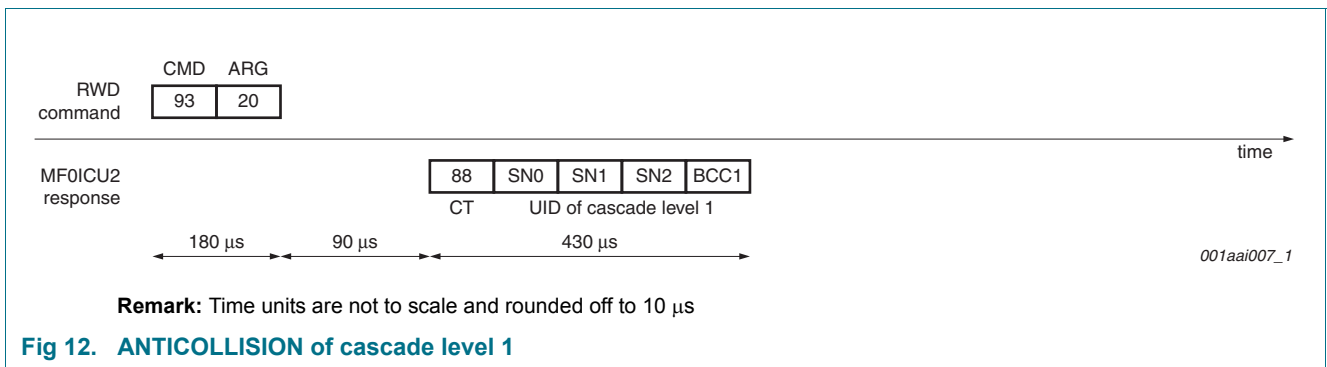 CMD ARG
RWD command
93 20
time
MF0ICU2 response
88 SN0 SN1 SN2 BCC1
CT UID of cascade level 1
180 μs 90 μs 430 μs
001aai007_1
Remark: Time units are not to scale and rounded off to 10 μs
Fig 12. ANTICOLLISION of cascade level 1